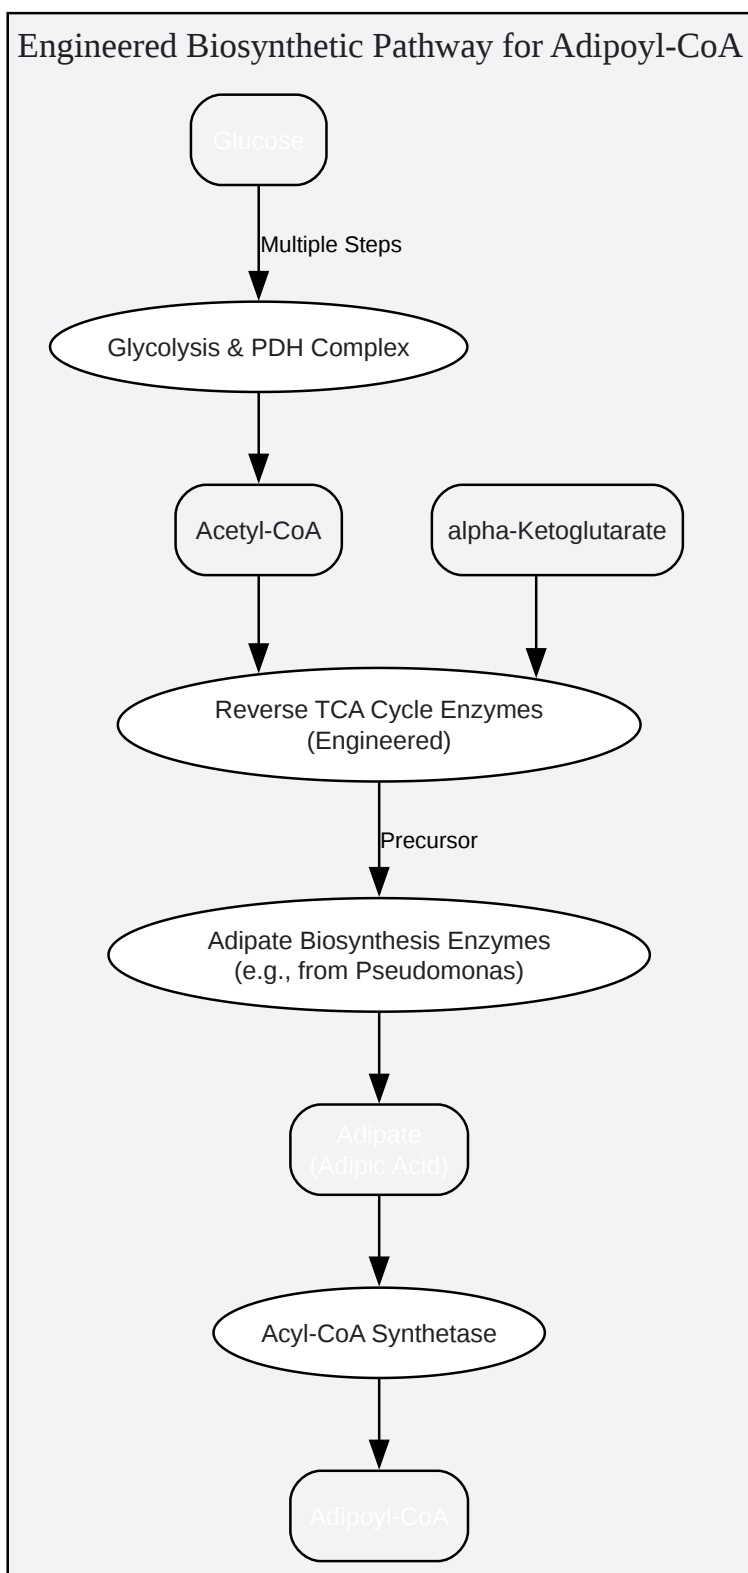 Engineered Biosynthetic Pathway for Adipoyl-CoA
Glucose
Multiple Steps
Glycolysis & PDH Complex
Acetyl-CoA
alpha-Ketoglutarate
Reverse TCA Cycle Enzymes
(Engineered)
Precursor
Adipate Biosynthesis Enzymes
(e.g., from Pseudomonas)
Adipate
(Adipic Acid)
Acyl-CoA Synthetase
Adipoyl-CoA